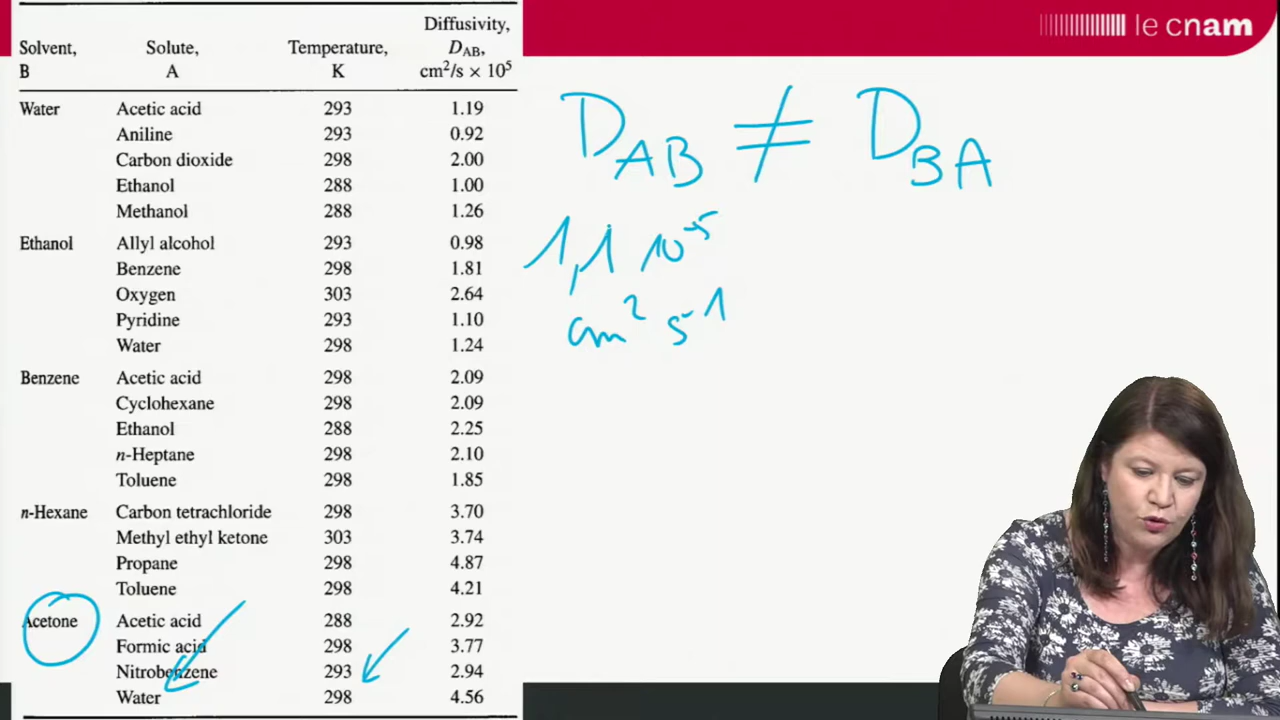 Solvent, B Solute, A Temperature, K Diffusivity, D_AB, cm²/s × 10⁵
Water Acetic acid 293 1.19
Aniline 293 0.92
Carbon dioxide 298 2.00
Ethanol 288 1.00
Methanol 288 1.26
Ethanol Allyl alcohol 293 0.98
Benzene 298 1.81
Oxygen 303 2.64
Pyridine 293 1.10
Water 298 1.24
Benzene Acetic acid 298 2.09
Cyclohexane 298 2.09
Ethanol 288 2.25
n-Heptane 298 2.10
Toluene 298 1.85
n-Hexane Carbon tetrachloride 298 3.70
Methyl ethyl ketone 303 3.74
Propane 298 4.87
Toluene 298 4.21
Acetone Acetic acid 288 2.92
Formic acid 298 3.77
Nitrobenzene 293 2.94
Water 298 4.56
le cnam
D_AB ≠ D_BA
1,1 10⁻⁵
cm² s⁻¹